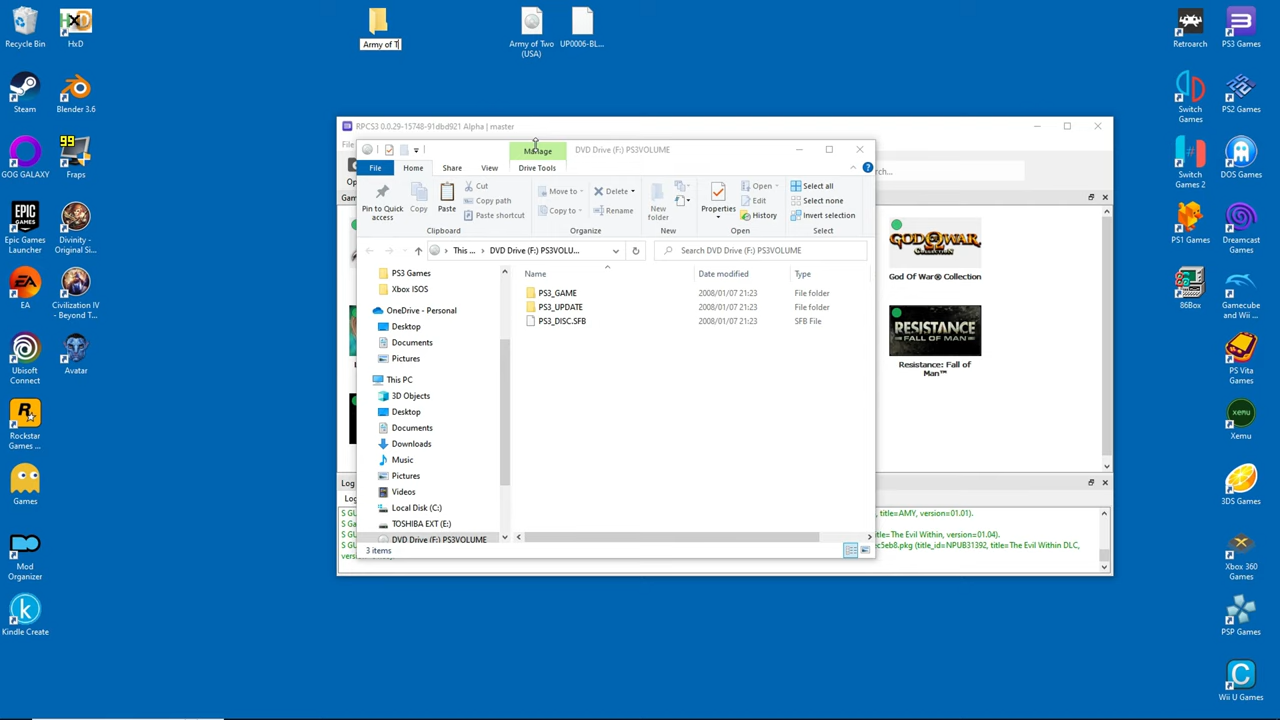 Recycle Bin
HxD
Army of T
Army of Two
(USA)
UP0006-BL...
Retroarch
PS3 Games
Steam
Blender 3.6
Switch
Games
PS2 Games
RPCS3 0.0.29-15748-91dbd921 Alpha | master
Manage
DVD Drive (F:) PS3VOLUME
File
Home
Share
View
Drive Tools
GOG GALAXY
99
Fraps
Switch
Games 2
DOS Games
Pin to Quick
access
Copy
Paste
Cut
Copy path
Paste shortcut
Clipboard
Move to
Copy to
Delete
Rename
Organize
New
folder
New
Properties
Open
Edit
History
Open
Select all
Select none
Invert selection
Select
This ...
DVD Drive (F:) PS3VOLU...
Search DVD Drive (F:) PS3VOLUME
Epic Games
Launcher
Divinity -
Original Si...
PS1 Games
Dreamcast
Games
PS3 Games
Xbox ISOS
OneDrive - Personal
Desktop
Documents
Pictures
This PC
3D Objects
Desktop
Documents
Downloads
Music
Pictures
Videos
Local Disk (C:)
TOSHIBA EXT (E:)
DVD Drive (F:) PS3VOLUME
Name
Date modified
Type
PS3_GAME
2008/01/07 21:23
File folder
PS3_UPDATE
2008/01/07 21:23
File folder
PS3_DISC.SFB
2008/01/07 21:23
SFB File
3 items
GOD OF WAR
COLLECTION
God Of War® Collection
RESISTANCE
FALL OF MAN
Resistance: Fall of
Man™
EA
Civilization IV
- Beyond T...
86Box
Gamecube
and Wii ...
Ubisoft
Connect
Avatar
PS Vita
Games
Rockstar
Games ...
xemu
Xemu
Games
3DS Games
Log
, title=AMY, version=01.01).
, title=The Evil Within, version=01.04).
ec5eb8.pkg (title_id=NPUB31392, title=The Evil Within DLC,
Mod
Organizer
Xbox 360
Games
Kindle Create
PSP Games
Wii U Games